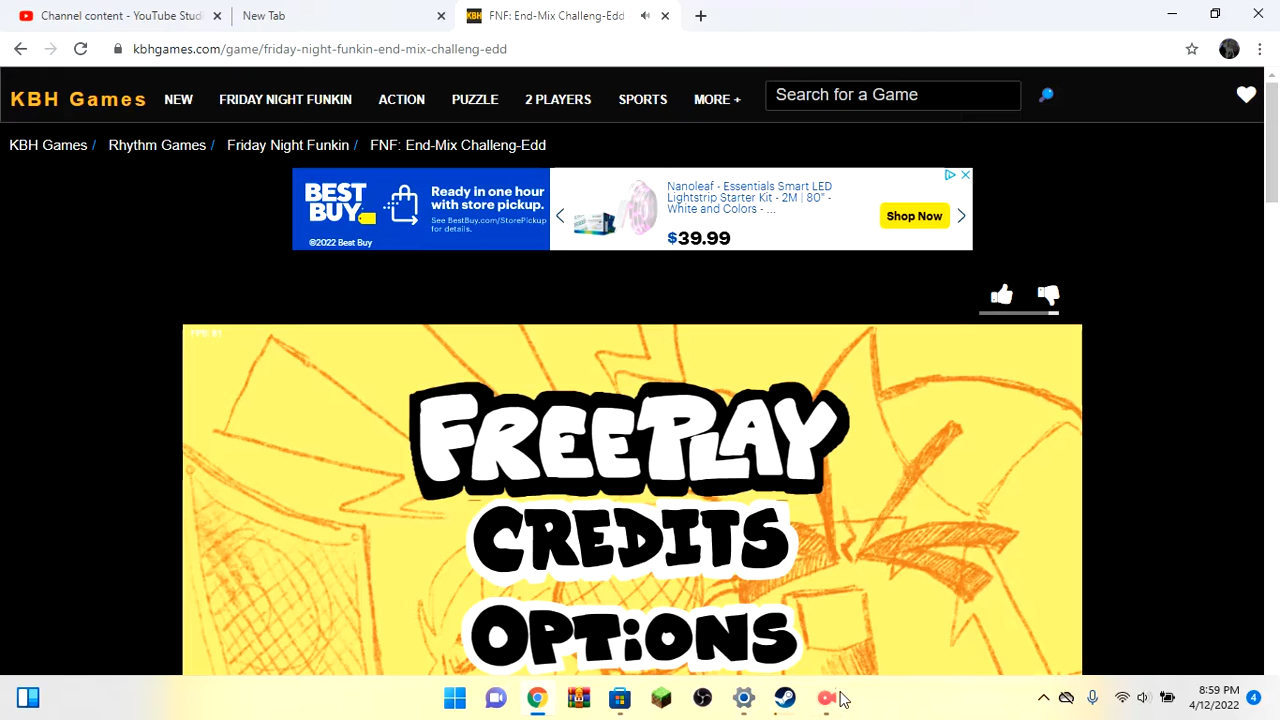 Channel content - YouTube Stud
New Tab
FNF: End-Mix Challeng-Edd
kbhgames.com/game/friday-night-funkin-end-mix-challeng-edd
KBH Games
NEW
FRIDAY NIGHT FUNKIN
ACTION
PUZZLE
2 PLAYERS
SPORTS
MORE +
Search for a Game
KBH Games / Rhythm Games / Friday Night Funkin / FNF: End-Mix Challeng-Edd
BEST
BUY
©2022 Best Buy
Ready in one hour
with store pickup.
See BestBuy.com/StorePickup
for details.
Nanoleaf - Essentials Smart LED
Lightstrip Starter Kit - 2M | 80" -
White and Colors - ...
$39.99
Shop Now
FREEPLAY
CREDITS
OPTiONS
8:59 PM
4/12/2022
4